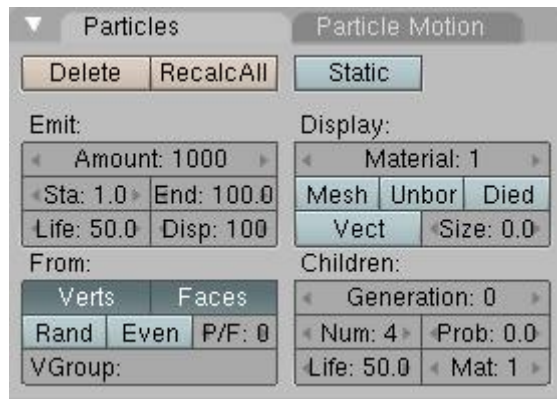 Particles Particle Motion
Delete RecalcAll Static
Emit: Display:
Amount: 1000 Material: 1
Sta: 1.0 End: 100.0 Mesh Unbor Died
Life: 50.0 Disp: 100 Vect Size: 0.0
From: Children:
Verts Faces Generation: 0
Rand Even P/F: 0 Num: 4 Prob: 0.0
VGroup: Life: 50.0 Mat: 1